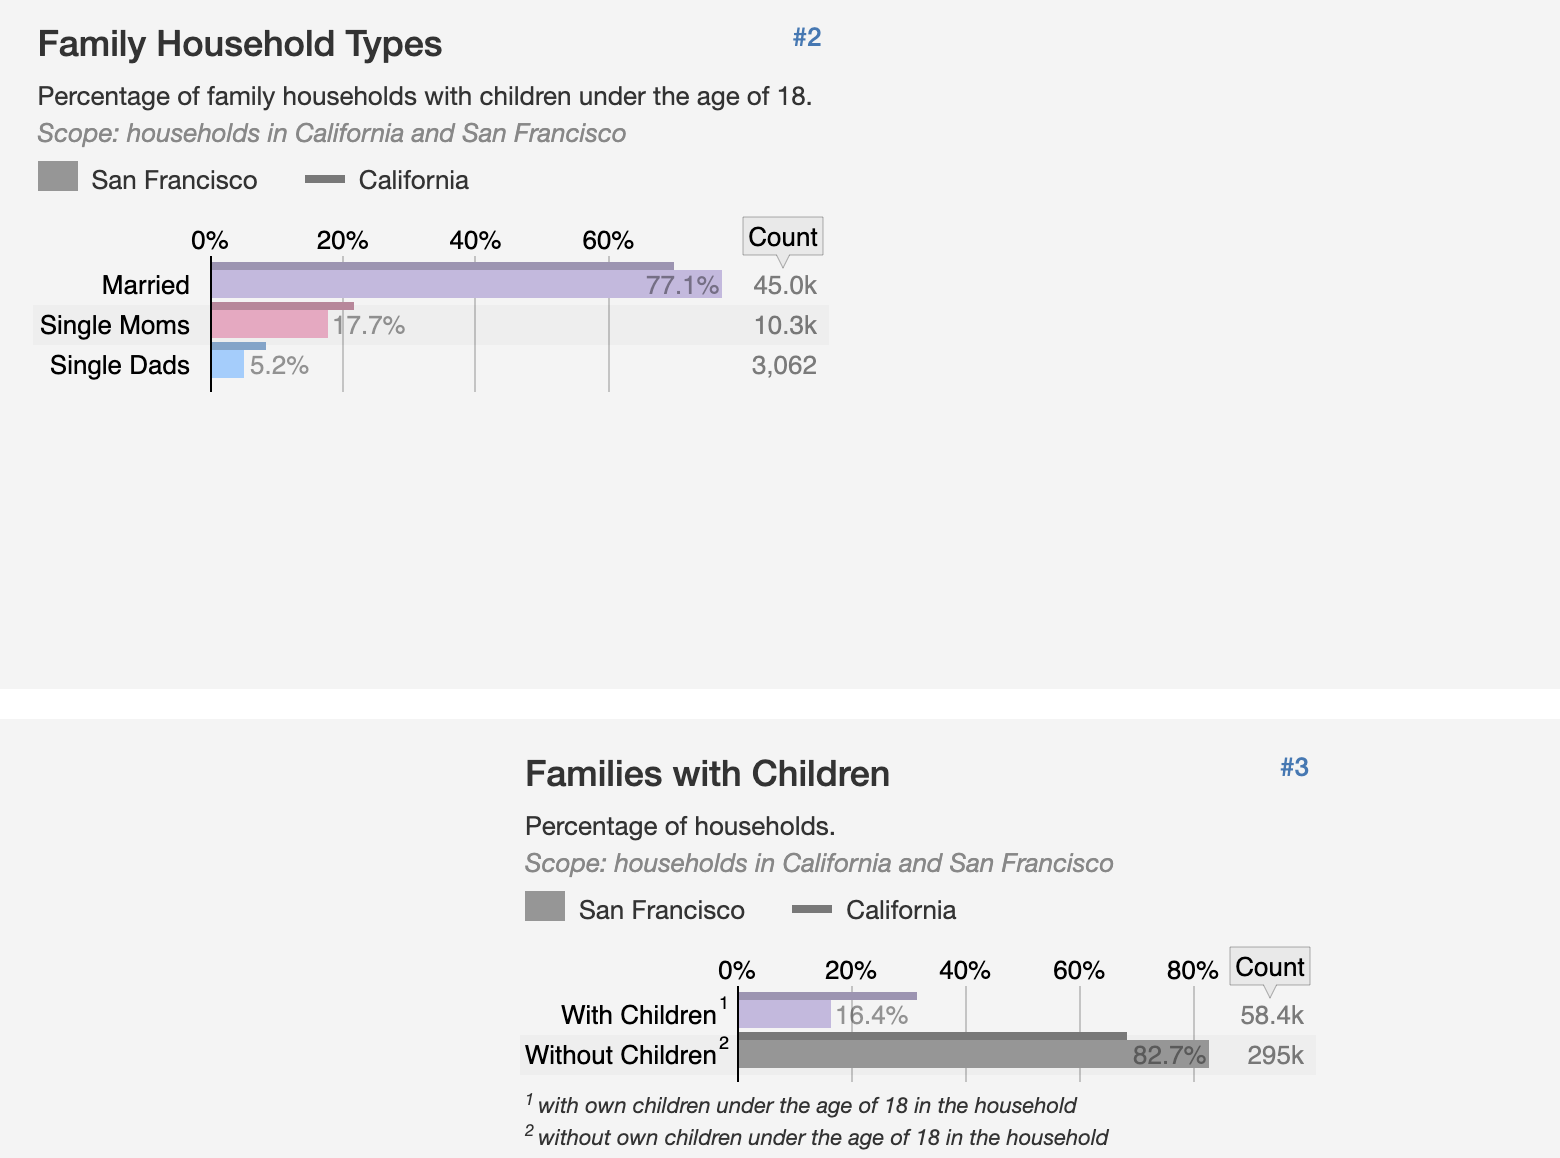 Family Household Types
#2
Percentage of family households with children under the age of 18.
Scope: households in California and San Francisco
San Francisco California
0% 20% 40% 60% Count
Married 77.1% 45.0k
Single Moms 17.7% 10.3k
Single Dads 5.2% 3,062
Families with Children
#3
Percentage of households.
Scope: households in California and San Francisco
San Francisco California
0% 20% 40% 60% 80% Count
With Children 1 16.4% 58.4k
Without Children 2 82.7% 295k
1 with own children under the age of 18 in the household
2 without own children under the age of 18 in the household